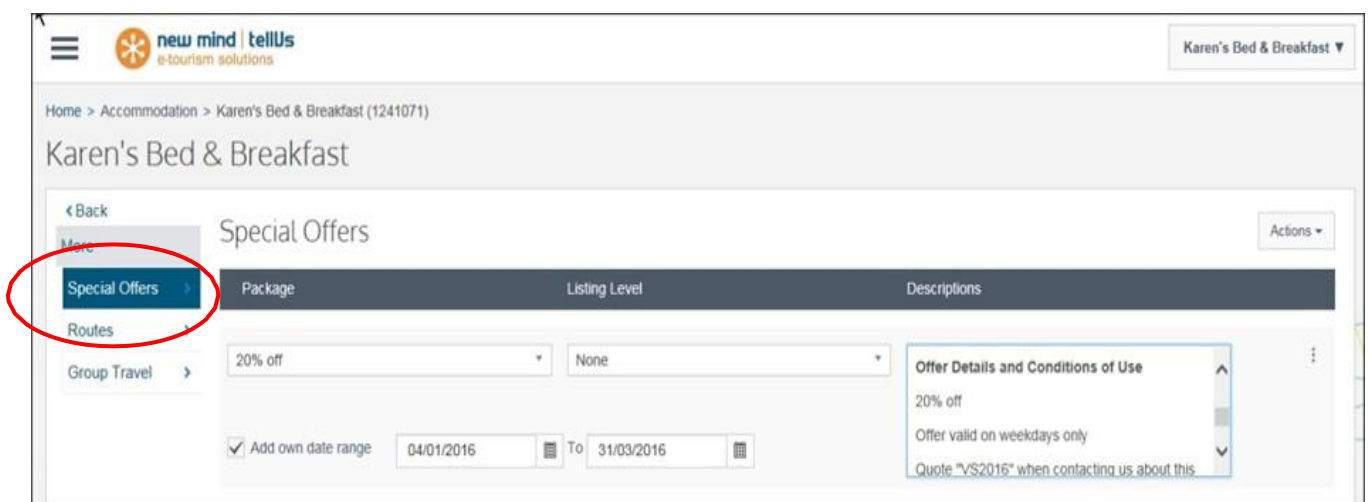 new mind | tellUs
e-tourism solutions
Karen's Bed & Breakfast ▼
Home > Accommodation > Karen's Bed & Breakfast (1241071)
Karen's Bed & Breakfast
< Back
More
Special Offers
Actions
Special Offers >
Package Listing Level Descriptions
Routes >
Group Travel >
20% off
None
Offer Details and Conditions of Use
20% off
Offer valid on weekdays only
Quote "VS2016" when contacting us about this
Add own date range 04/01/2016 To 31/03/2016